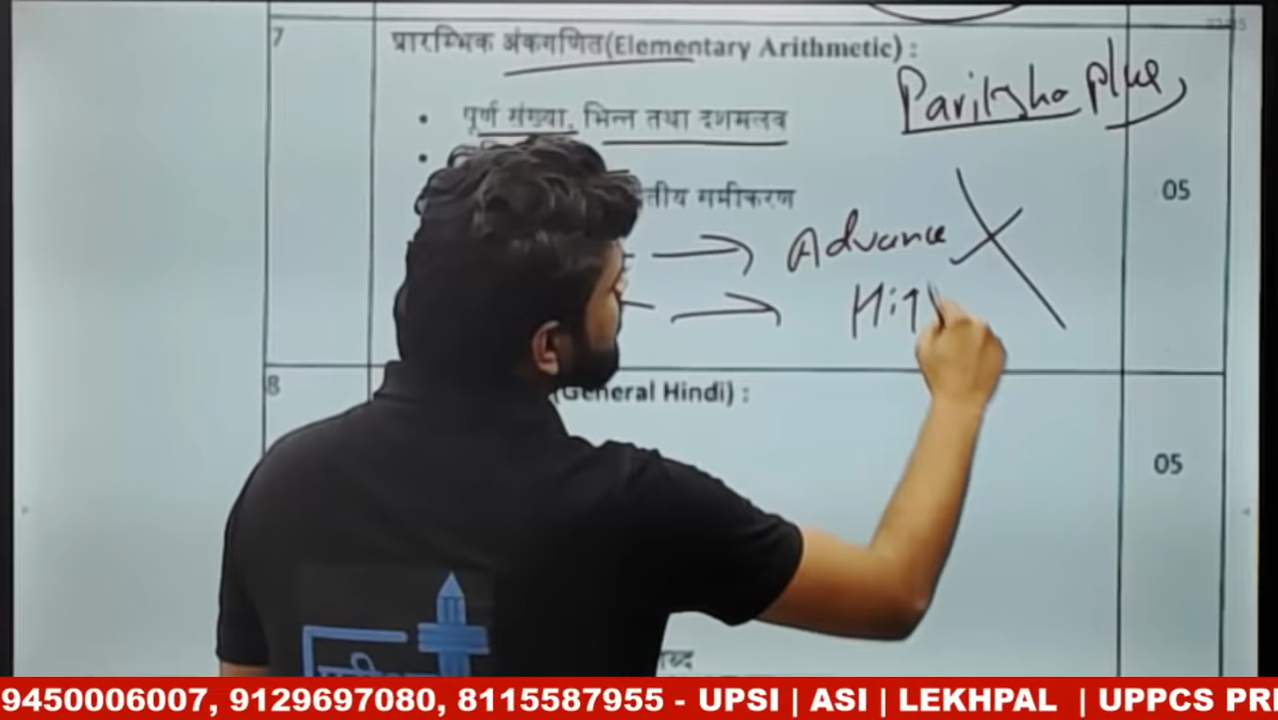 7
प्रारम्भिक अंकगणित(Elementary Arithmetic) :
Pariksha plus
• पूर्ण संख्या, भिन्न तथा दशमलव
•
समीकरण
05
Advance
Hig
8
(General Hindi) :
05
9450006007, 9129697080, 8115587955 - UPSI | ASI | LEKHPAL | UPPCS PRE